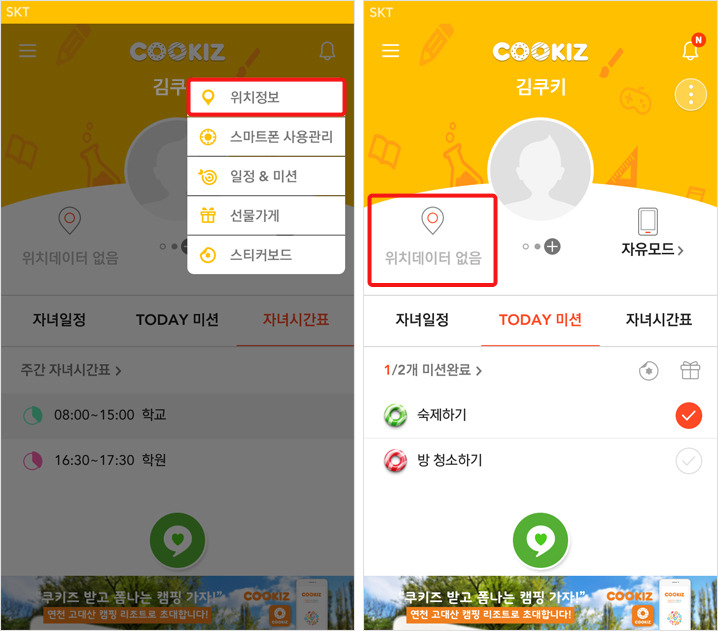 SKT
COOKIZ
김쿠
위치정보
스마트폰 사용관리
일정 & 미션
선물가게
스티커보드
위치데이터 없음
자녀일정 TODAY 미션 자녀시간표
주간 자녀시간표 >
08:00~15:00 학교
16:30~17:30 학원
"쿠키즈 받고 폼나는 캠핑 가자!"
연천 고대산 캠핑 리조트로 초대합니다!
COOKIZ
COOKIZ
SKT
COOKIZ
N
김쿠키
위치데이터 없음
자유모드 >
자녀일정 TODAY 미션 자녀시간표
1/2개 미션완료 >
숙제하기
방 청소하기
"쿠키즈 받고 폼나는 캠핑 가자!"
연천 고대산 캠핑 리조트로 초대합니다!
COOKIZ
COOKIZ